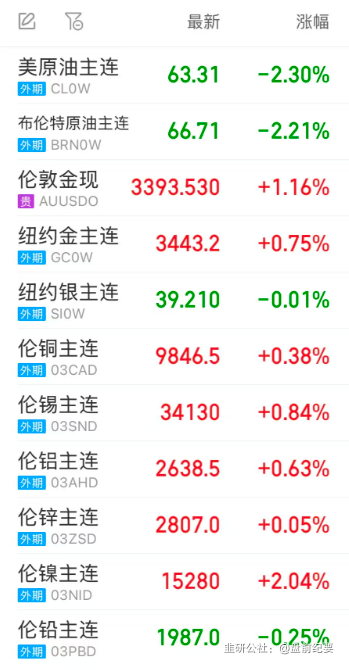 最新 涨幅
美原油主连 63.31 -2.30%
外期 CL0W
布伦特原油主连 66.71 -2.21%
外期 BRN0W
伦敦金现 3393.530 +1.16%
贵 AUUSDO
纽约金主连 3443.2 +0.75%
外期 GC0W
纽约银主连 39.210 -0.01%
外期 SI0W
伦铜主连 9846.5 +0.38%
外期 03CAD
伦锡主连 34130 +0.84%
外期 03SND
伦铝主连 2638.5 +0.63%
外期 03AHD
伦锌主连 2807.0 +0.05%
外期 03ZSD
伦镍主连 15280 +2.04%
外期 03NID
伦铅主连 1987.0 -0.25%
外期 03PBD
韭研公社：@盘前纪要